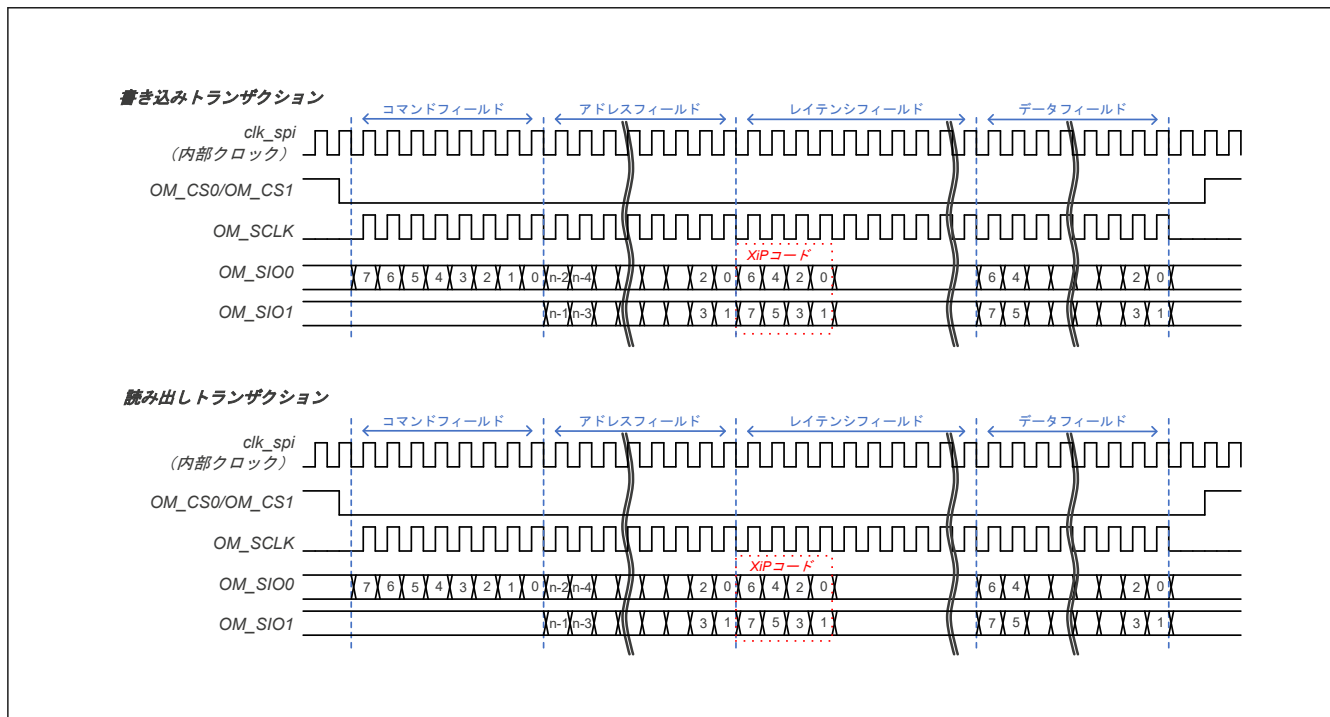 書き込みトランザクション
コマンドフィールド アドレスフィールド レイテンシフィールド データフィールド
clk_spi
（内部クロック）
OM_CS0/OM_CS1
OM_SCLK
XiPコード
OM_SIO0 7 6 5 4 3 2 1 0 n-2 n-4 2 0 6 4 2 0 6 4 2 0
OM_SIO1 n-1 n-3 3 1 7 5 3 1 7 5 3 1
読み出しトランザクション
コマンドフィールド アドレスフィールド レイテンシフィールド データフィールド
clk_spi
（内部クロック）
OM_CS0/OM_CS1
OM_SCLK
XiPコード
OM_SIO0 7 6 5 4 3 2 1 0 n-2 n-4 2 0 6 4 2 0 6 4 2 0
OM_SIO1 n-1 n-3 3 1 7 5 3 1 7 5 3 1